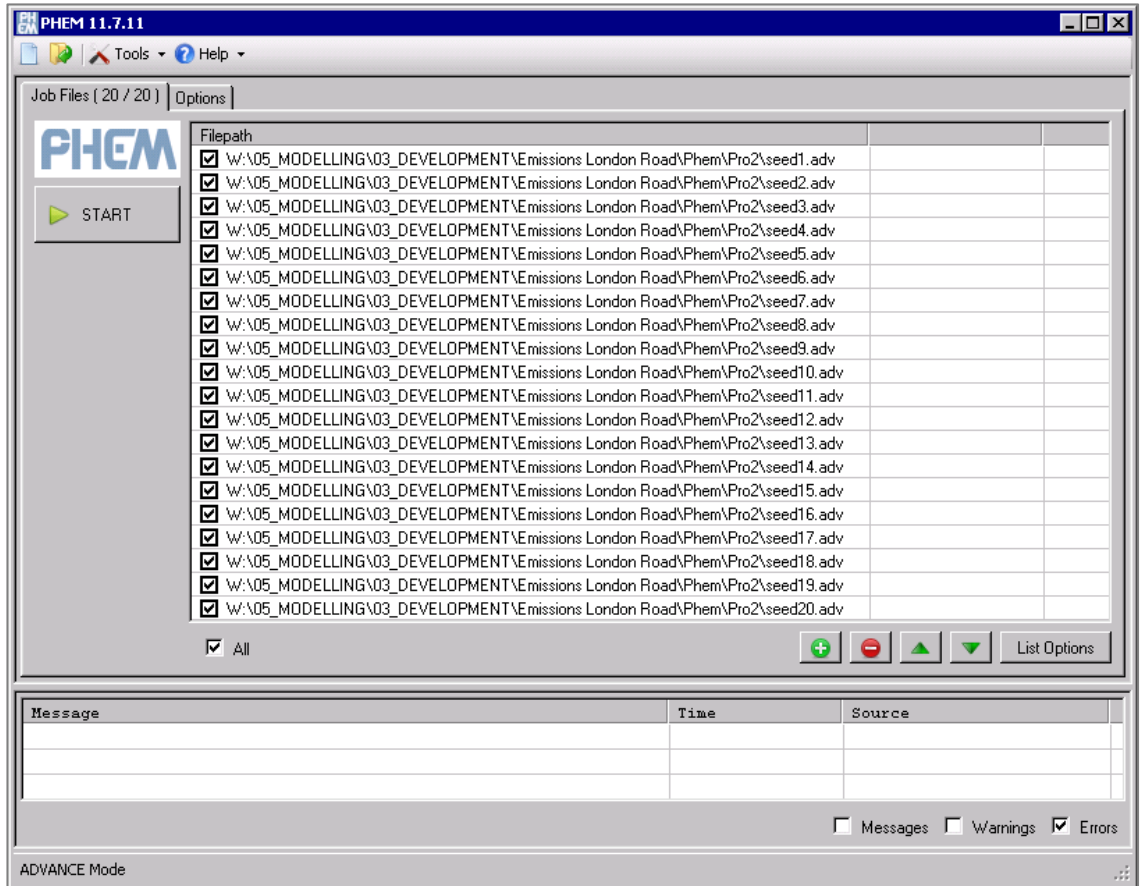 PHEM 11.7.11
Tools Help
Job Files ( 20 / 20 ) Options
PHEM
START
Filepath
W:\05_MODELLING\03_DEVELOPMENT\Emissions London Road\Phem\Pro2\seed1.adv
W:\05_MODELLING\03_DEVELOPMENT\Emissions London Road\Phem\Pro2\seed2.adv
W:\05_MODELLING\03_DEVELOPMENT\Emissions London Road\Phem\Pro2\seed3.adv
W:\05_MODELLING\03_DEVELOPMENT\Emissions London Road\Phem\Pro2\seed4.adv
W:\05_MODELLING\03_DEVELOPMENT\Emissions London Road\Phem\Pro2\seed5.adv
W:\05_MODELLING\03_DEVELOPMENT\Emissions London Road\Phem\Pro2\seed6.adv
W:\05_MODELLING\03_DEVELOPMENT\Emissions London Road\Phem\Pro2\seed7.adv
W:\05_MODELLING\03_DEVELOPMENT\Emissions London Road\Phem\Pro2\seed8.adv
W:\05_MODELLING\03_DEVELOPMENT\Emissions London Road\Phem\Pro2\seed9.adv
W:\05_MODELLING\03_DEVELOPMENT\Emissions London Road\Phem\Pro2\seed10.adv
W:\05_MODELLING\03_DEVELOPMENT\Emissions London Road\Phem\Pro2\seed11.adv
W:\05_MODELLING\03_DEVELOPMENT\Emissions London Road\Phem\Pro2\seed12.adv
W:\05_MODELLING\03_DEVELOPMENT\Emissions London Road\Phem\Pro2\seed13.adv
W:\05_MODELLING\03_DEVELOPMENT\Emissions London Road\Phem\Pro2\seed14.adv
W:\05_MODELLING\03_DEVELOPMENT\Emissions London Road\Phem\Pro2\seed15.adv
W:\05_MODELLING\03_DEVELOPMENT\Emissions London Road\Phem\Pro2\seed16.adv
W:\05_MODELLING\03_DEVELOPMENT\Emissions London Road\Phem\Pro2\seed17.adv
W:\05_MODELLING\03_DEVELOPMENT\Emissions London Road\Phem\Pro2\seed18.adv
W:\05_MODELLING\03_DEVELOPMENT\Emissions London Road\Phem\Pro2\seed19.adv
W:\05_MODELLING\03_DEVELOPMENT\Emissions London Road\Phem\Pro2\seed20.adv
All List Options
Message Time Source
Messages Warnings Errors
ADVANCE Mode